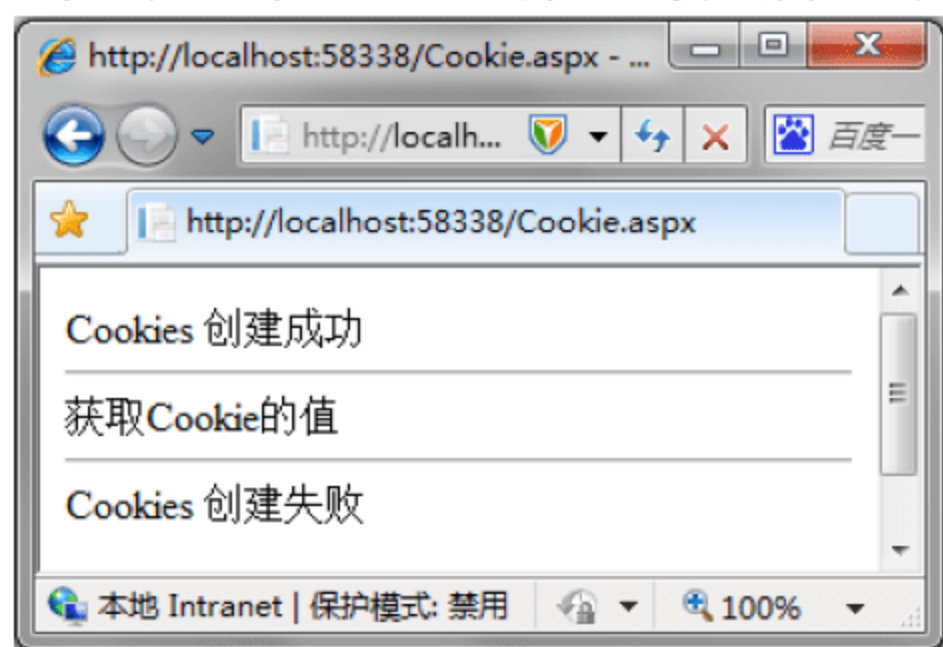 http://localhost:58338/Cookie.aspx - ...
http://localh...
百度一
http://localhost:58338/Cookie.aspx
Cookies 创建成功
获取Cookie的值
Cookies 创建失败
本地 Intranet | 保护模式: 禁用
100%